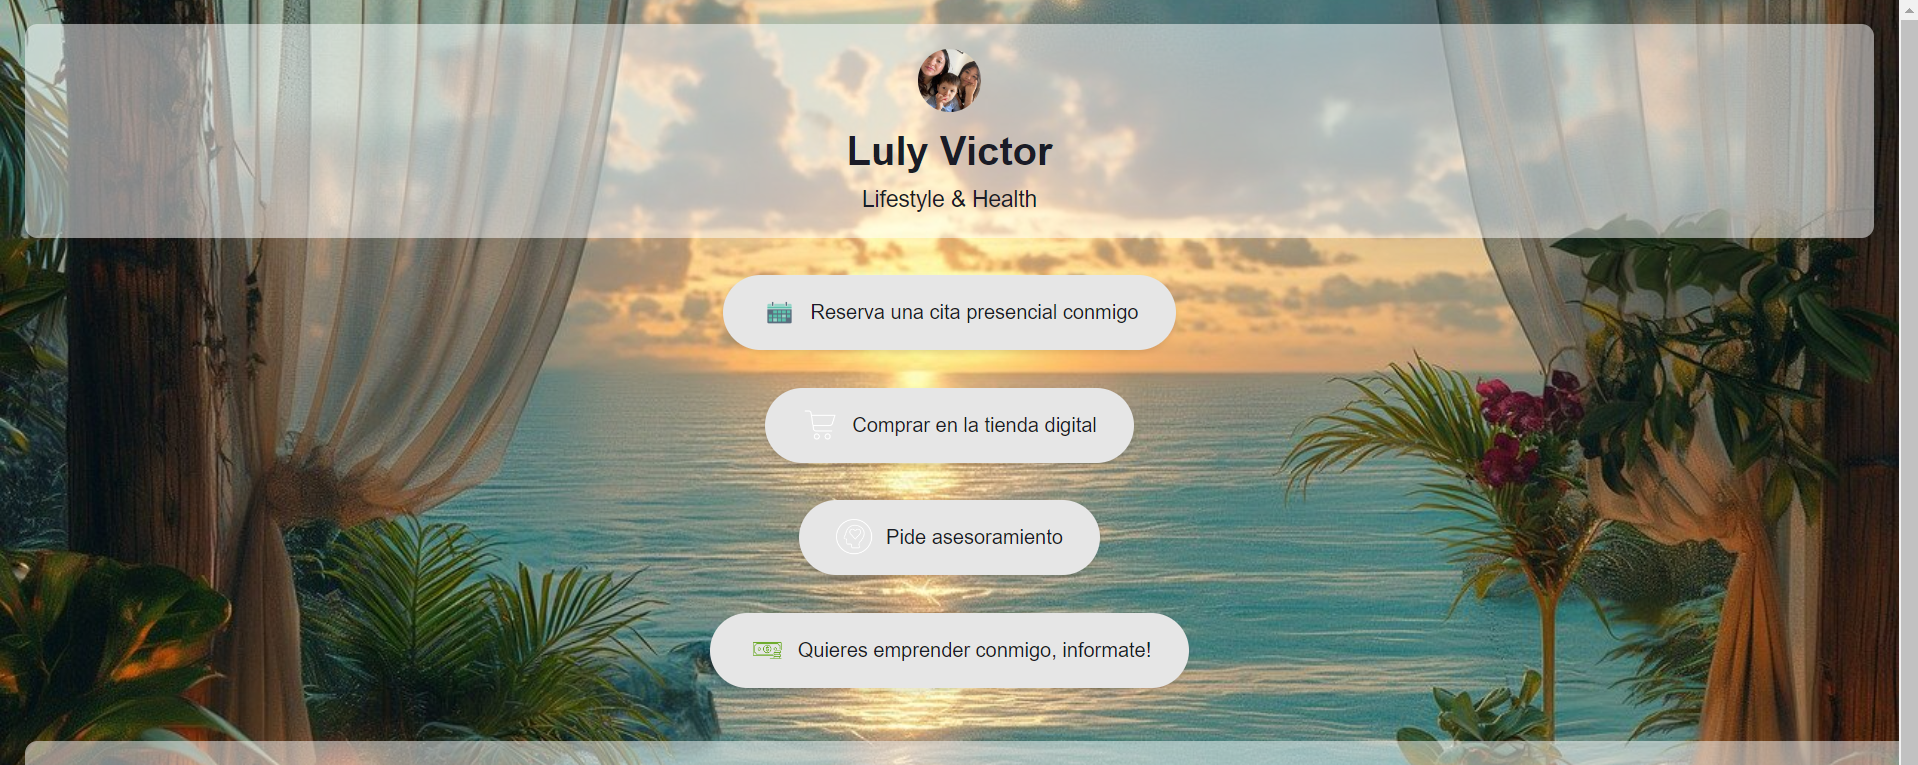 Luly Victor
Lifestyle & Health
Reserva una cita presencial conmigo
Comprar en la tienda digital
Pide asesoramiento
Quieres emprender conmigo, informate!